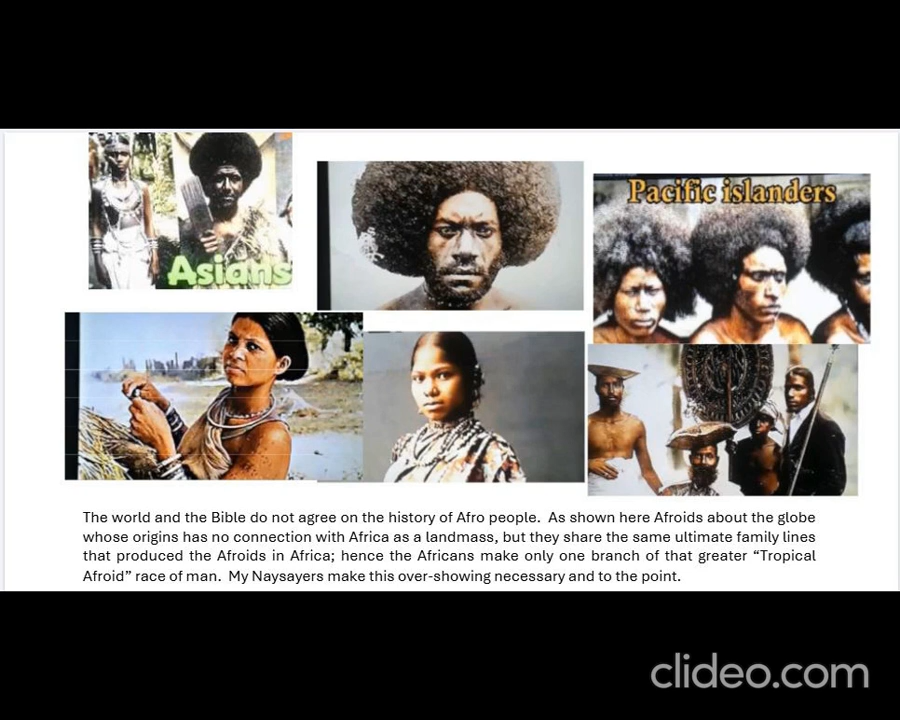 Asians
Pacific islanders
The world and the Bible do not agree on the history of Afro people.  As shown here Afroids about the globe
whose origins has no connection with Africa as a landmass, but they share the same ultimate family lines
that produced the Afroids in Africa; hence the Africans make only one branch of that greater “Tropical
Afroid” race of man.  My Naysayers make this over-showing necessary and to the point.
clideo.com